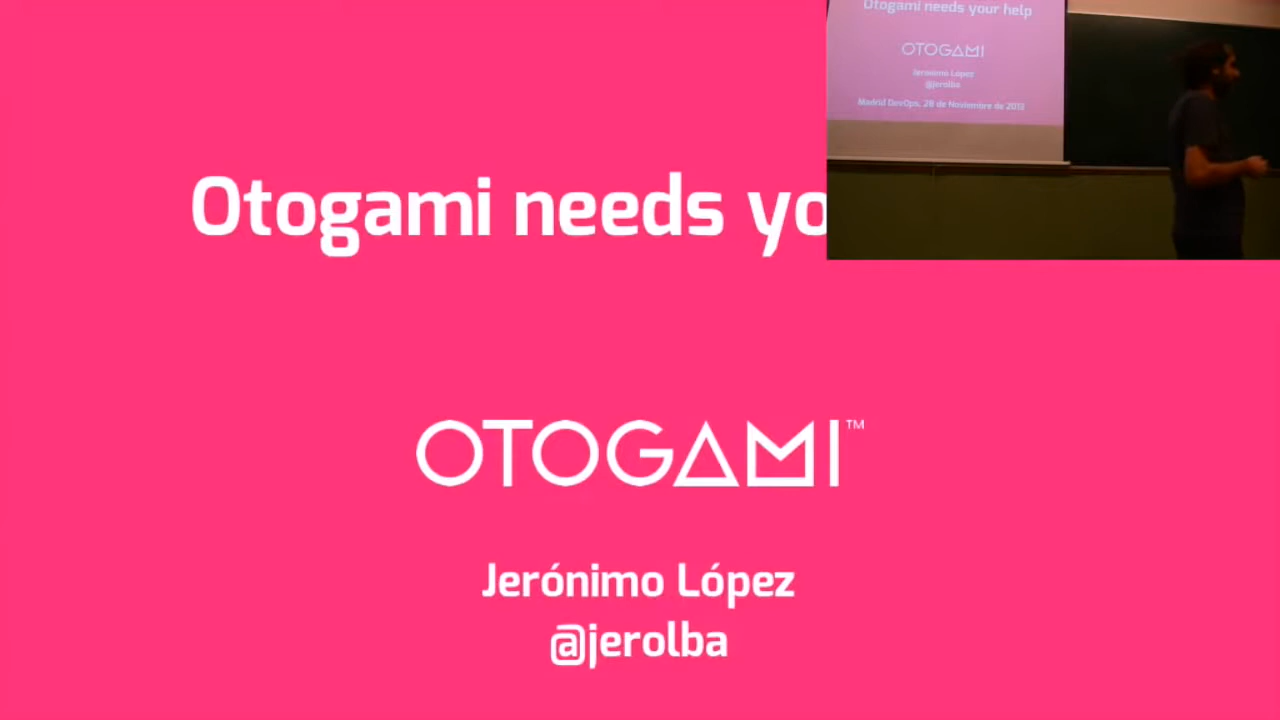 Otogami needs yo
OTOGAMI™
Jerónimo López
@jerolba
Otogami needs your help
OTOGAMI
Jerónimo López
@jerolba
Madrid DevOps, 28 de Noviembre de 2013